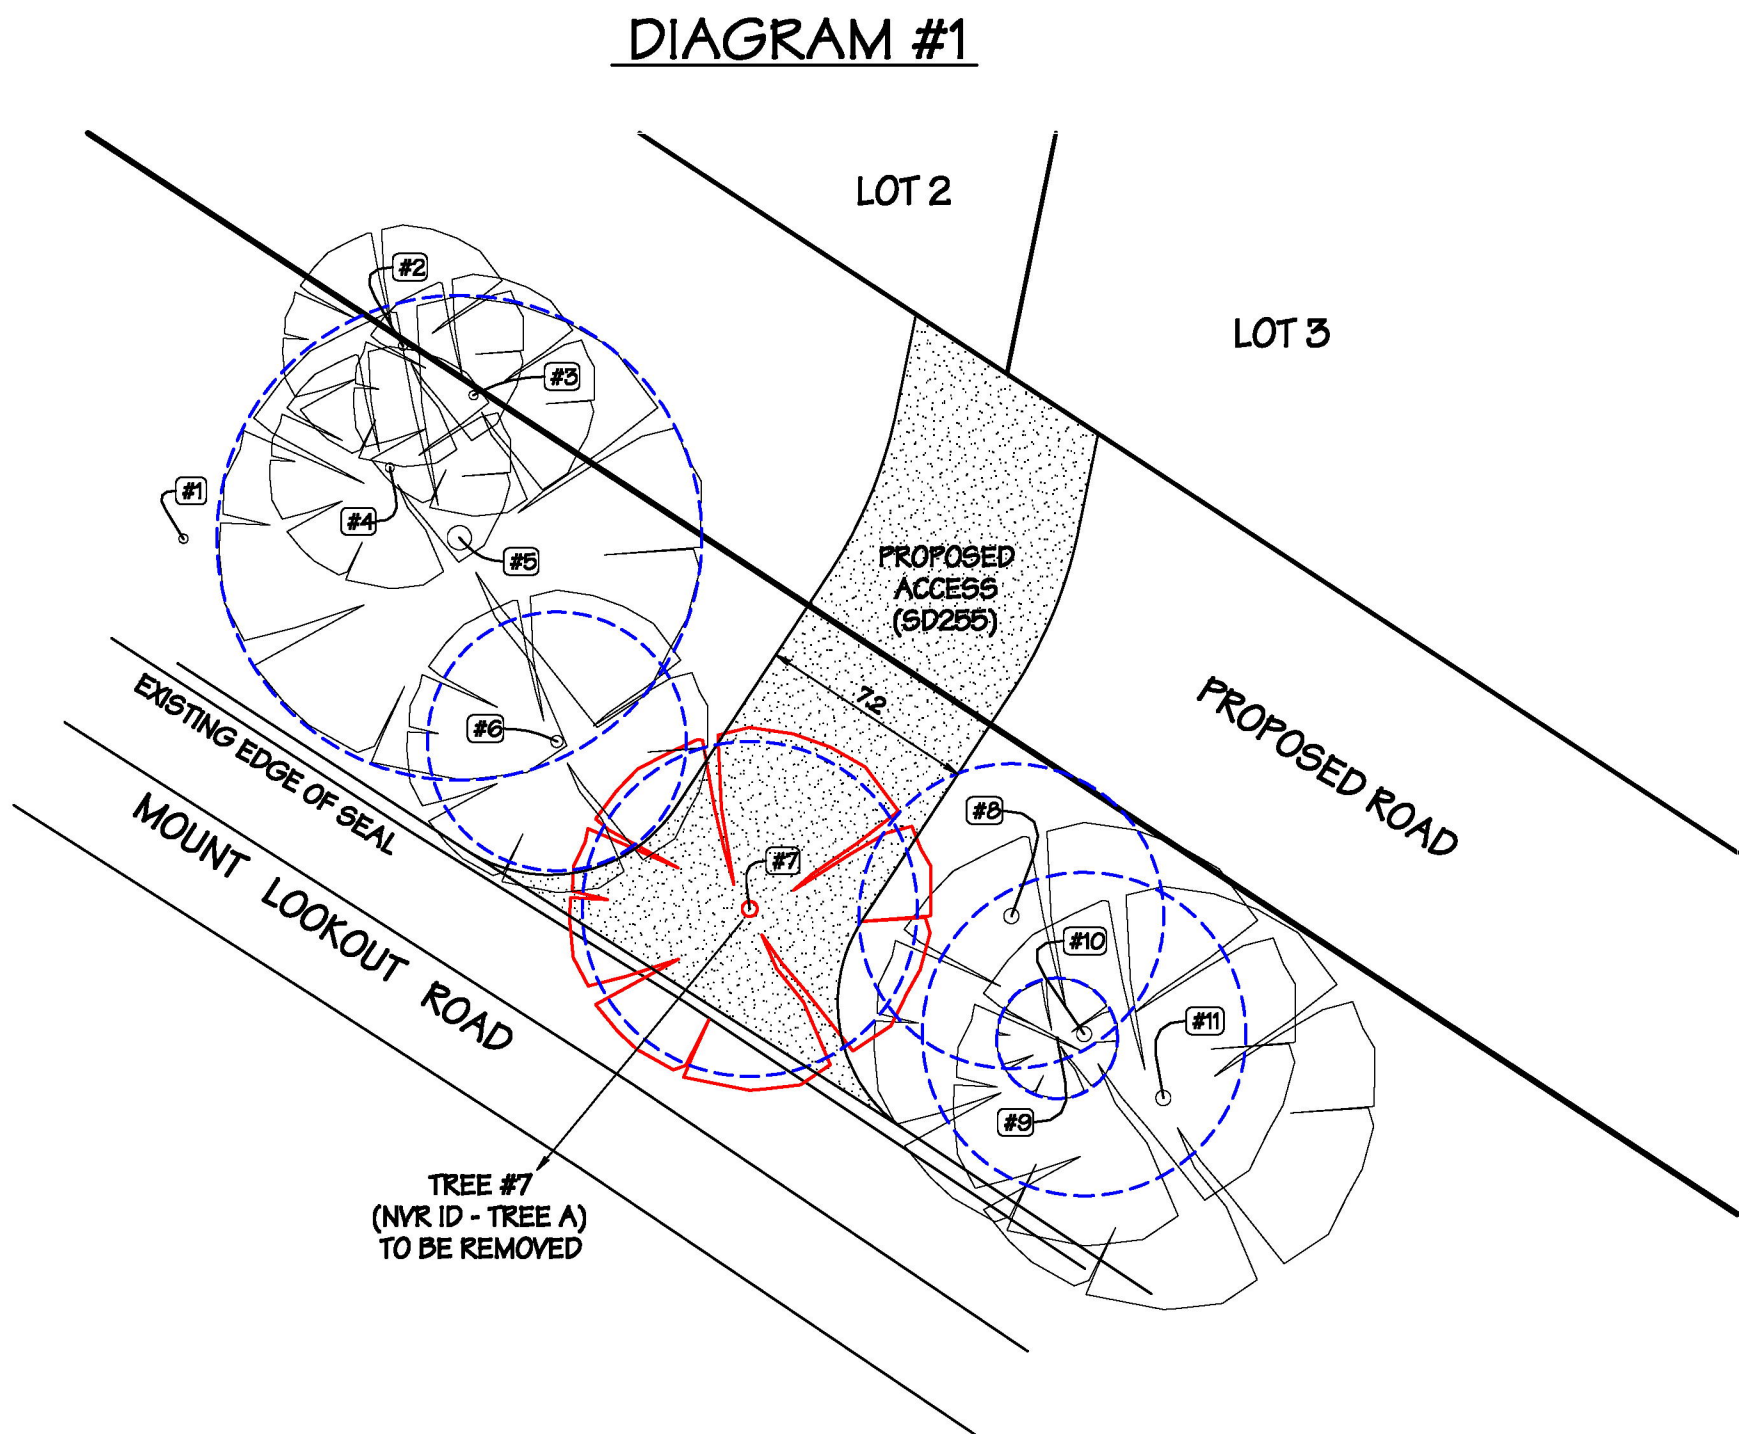 DIAGRAM #1
LOT 2
LOT 3
#2
#3
#1
#4
#5
PROPOSED
ACCESS
(SD255)
7.2
#6
EXISTING EDGE OF SEAL
PROPOSED ROAD
MOUNT LOOKOUT ROAD
#7
#8
#10
#11
#9
TREE #7
(NVR ID - TREE A)
TO BE REMOVED